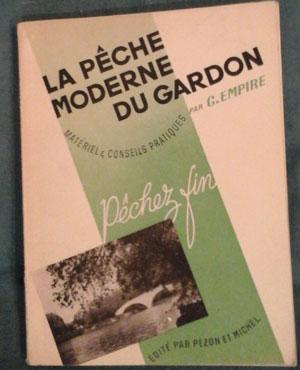 LA PÊCHE
MODERNE
DU GARDON
MATÉRIEL & CONSEILS PRATIQUES
PAR G. EMPIRE
Pêchez fin
ÉDITÉ PAR PEZON ET MICHEL